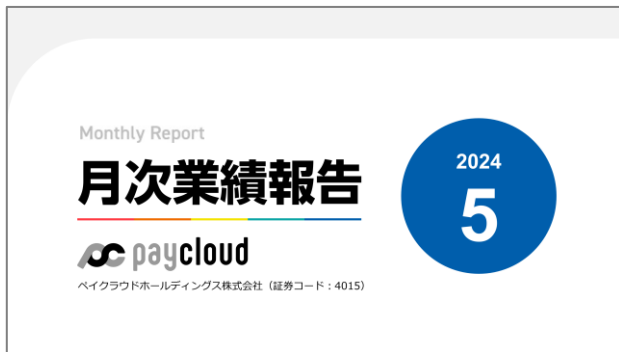 Monthly Report
月次業績報告
2024
5
paycloud
ペイクラウドホールディングス株式会社（証券コード：4015）